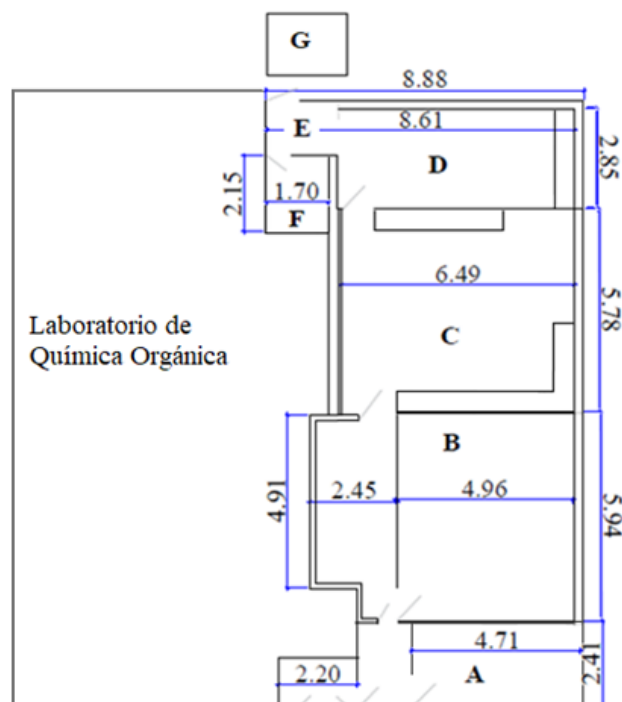 G
8.88
E
8.61
D
2.85
2.15
1.70
F
6.49
5.78
Laboratorio de
Química Orgánica
C
B
4.91
2.45
4.96
5.94
4.71
2.41
2.20
A